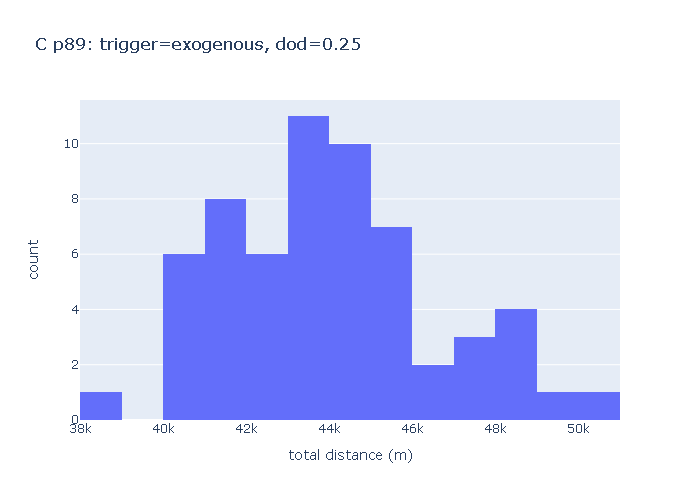 C p89: trigger=exogenous, dod=0.25
10
8
6
4
2
0
count
38k 40k 42k 44k 46k 48k 50k
total distance (m)